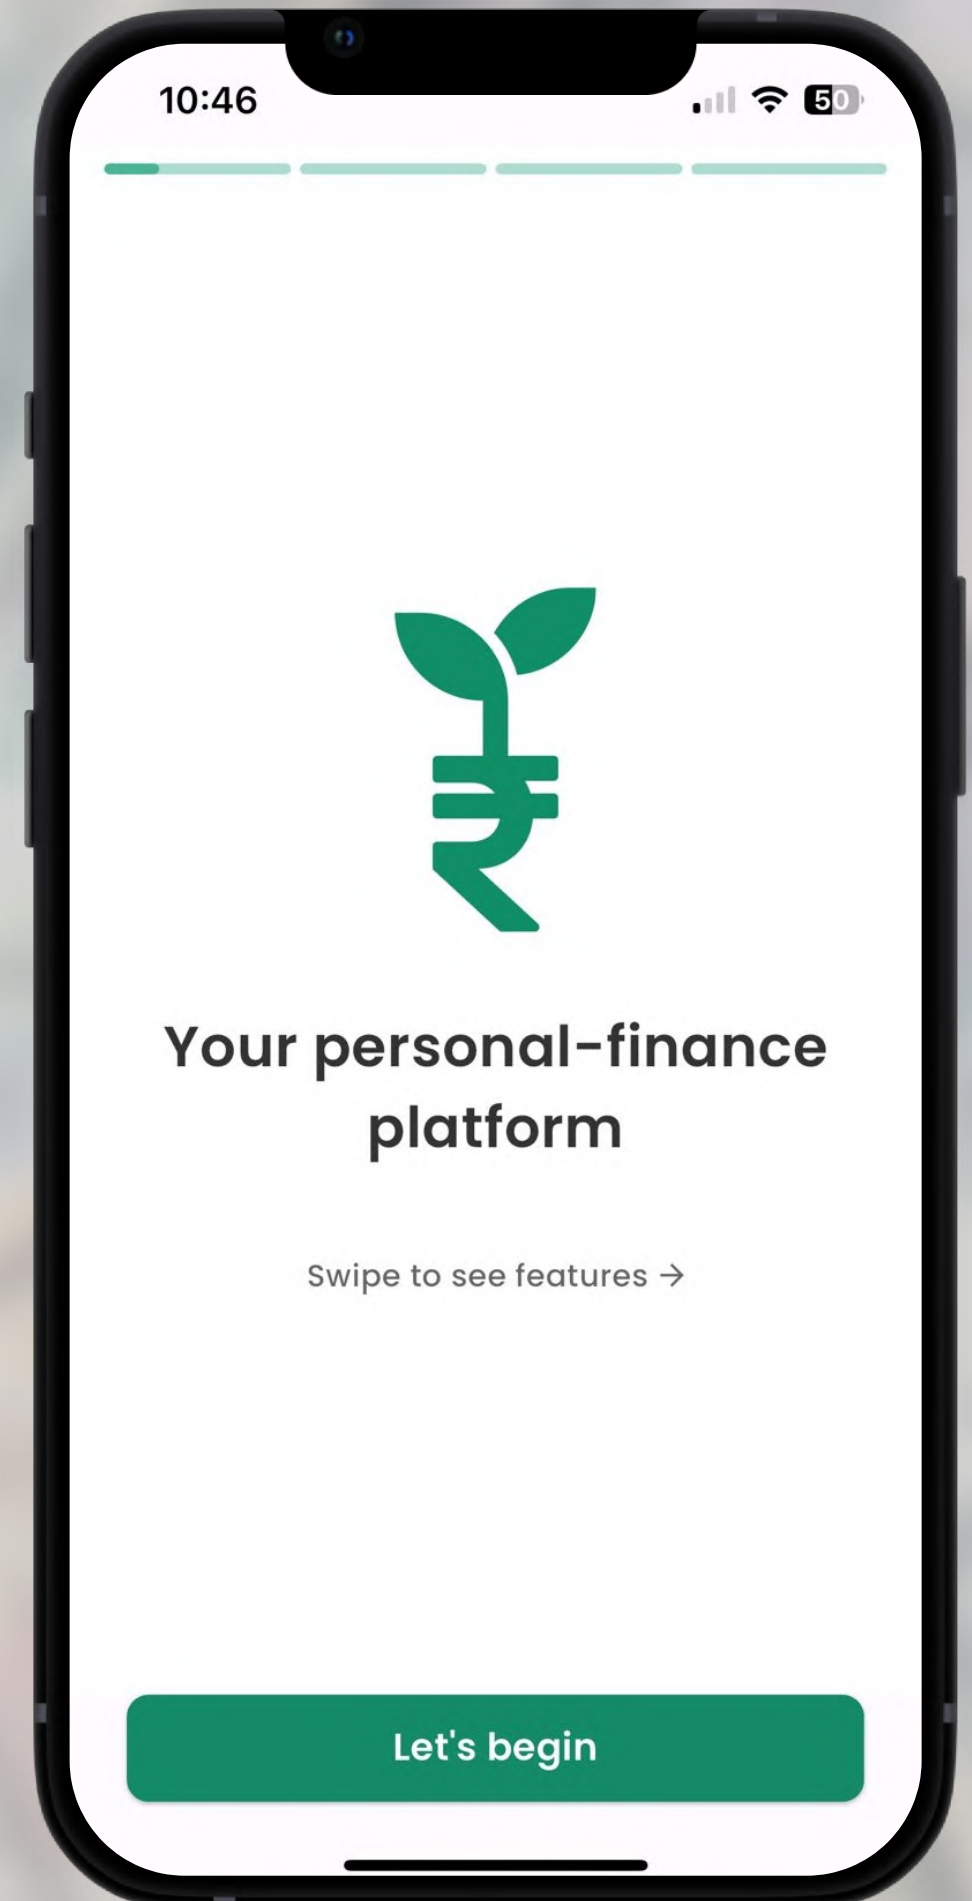 10:46
50
₹
Your personal-finance
platform
Swipe to see features →
Let's begin